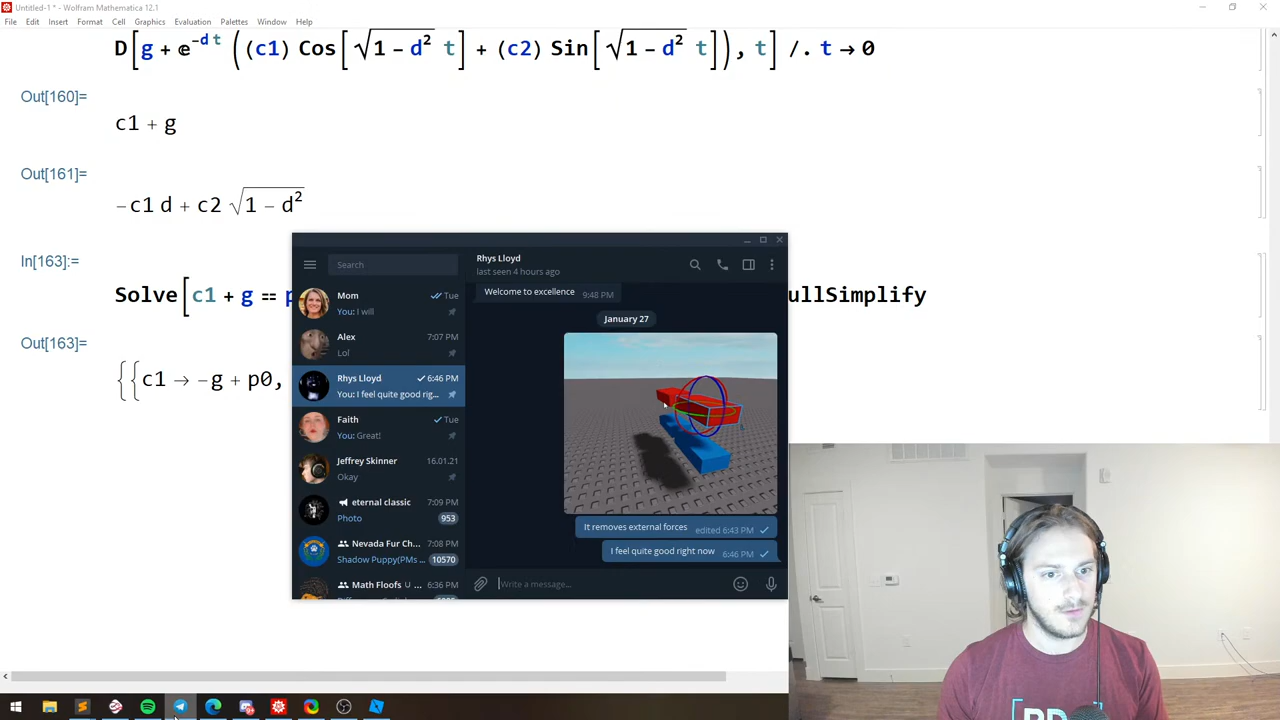 Untitled-1 * - Wolfram Mathematica 12.1
File Edit Insert Format Cell Graphics Evaluation Palettes Window Help
D[g + e^-d t ((c1) Cos[√1 - d² t] + (c2) Sin[√1 - d² t]), t] /. t → 0
Out[160]=
c1 + g
Out[161]=
-c1 d + c2 √1 - d²
In[163]:=
Solve[c1 + g == p
ullSimplify
Out[163]=
{{c1 → -g + p0,
Search
Mom Tue
You: I will
Alex 7:07 PM
Lol
Rhys Lloyd 6:46 PM
You: I feel quite good rig...
Faith Tue
You: Great!
Jeffrey Skinner 16.01.21
Okay
eternal classic 7:09 PM
Photo 953
Nevada Fur Ch... 7:08 PM
Shadow Puppy(PMs ... 10570
Math Floofs U 6:36 PM
Rhys Lloyd
last seen 4 hours ago
Welcome to excellence 9:48 PM
January 27
It removes external forces edited 6:43 PM
I feel quite good right now 6:46 PM
Write a message...